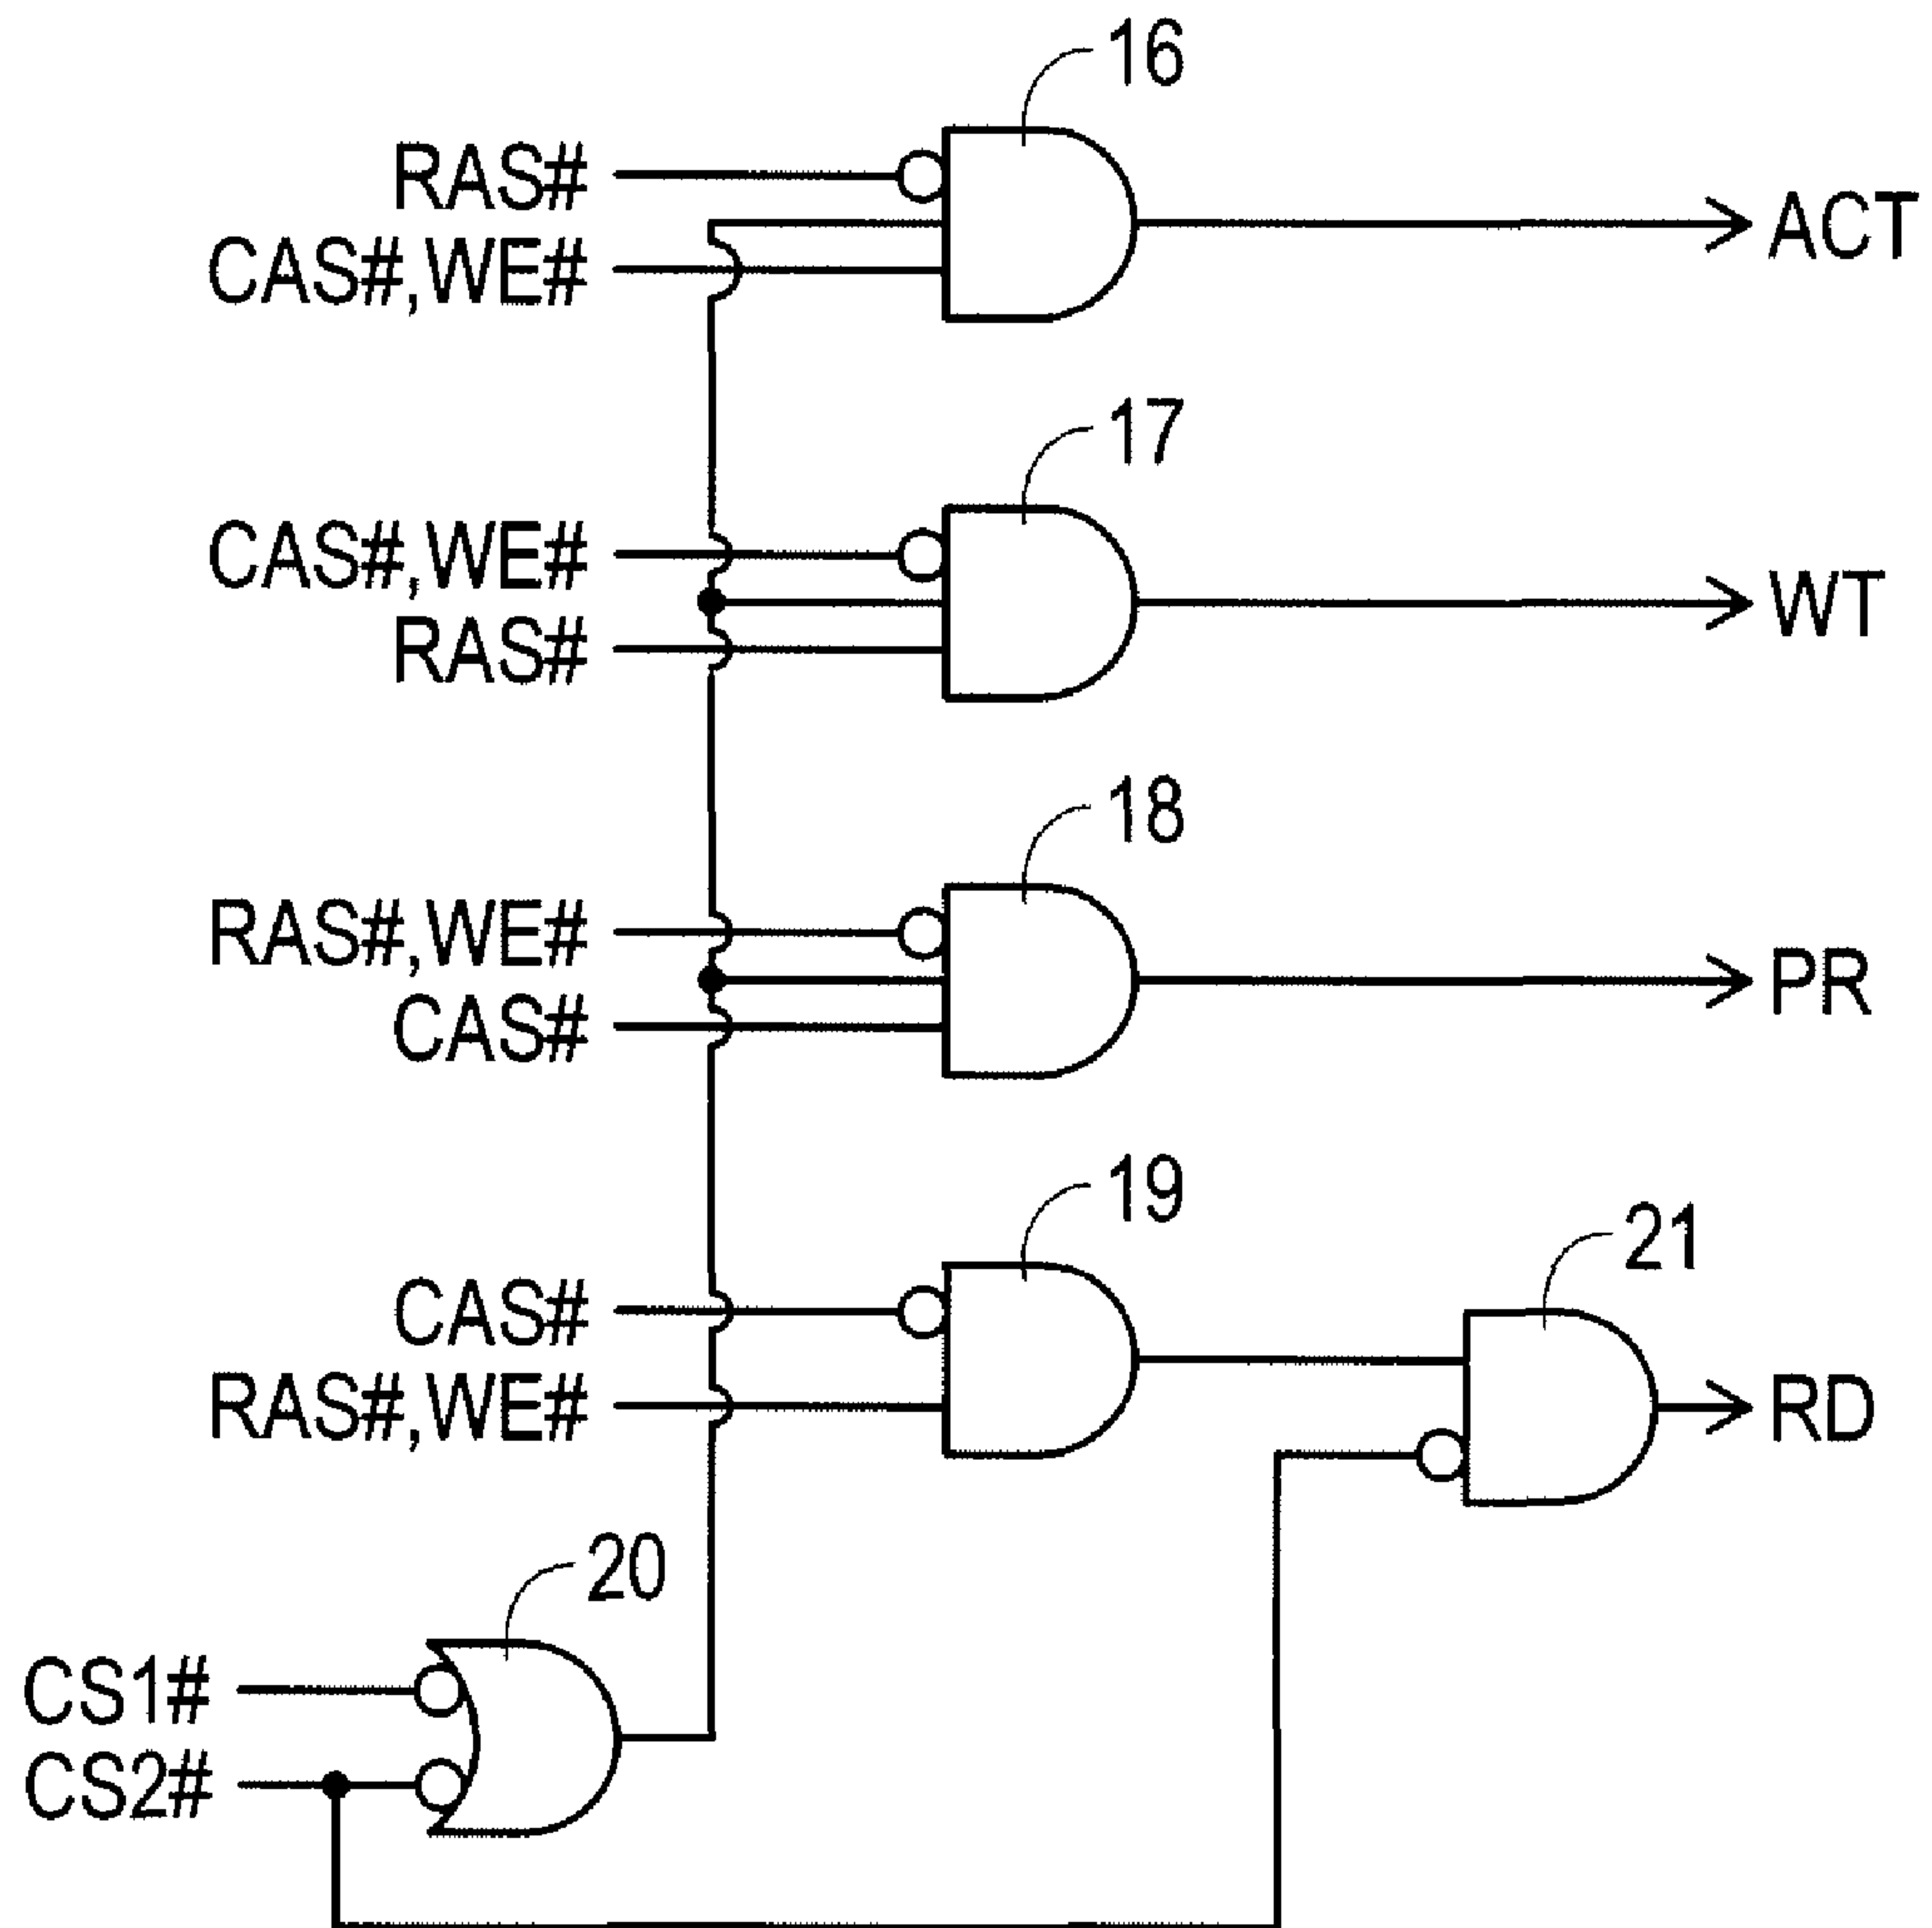 16
RAS#
CAS#,WE#
ACT
17
CAS#,WE#
RAS#
WT
18
RAS#,WE#
CAS#
PR
19
CAS#
RAS#,WE#
21
RD
20
CS1#
CS2#